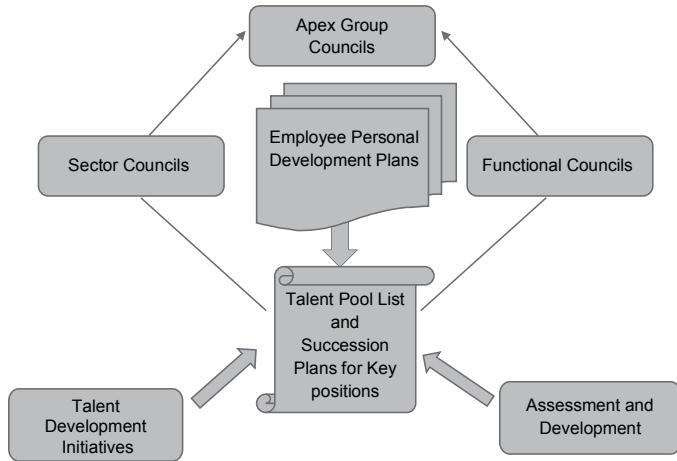 Apex Group
Councils
Employee Personal
Development Plans
Sector Councils
Functional Councils
Talent Pool List
and
Succession
Plans for Key
positions
Talent
Development
Initiatives
Assessment and
Development